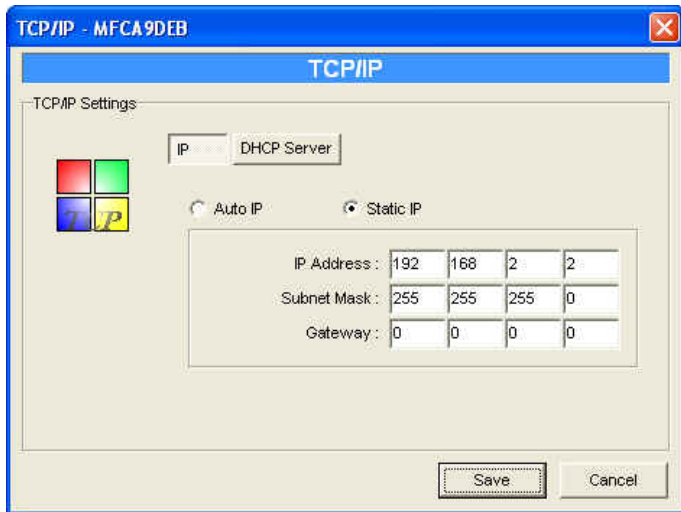 TCP/IP - MFCA9DEB
TCP/IP
TCP/IP Settings
IP DHCP Server
TIP
Auto IP Static IP
IP Address : 192 168 2 2
Subnet Mask : 255 255 255 0
Gateway : 0 0 0 0
Save Cancel